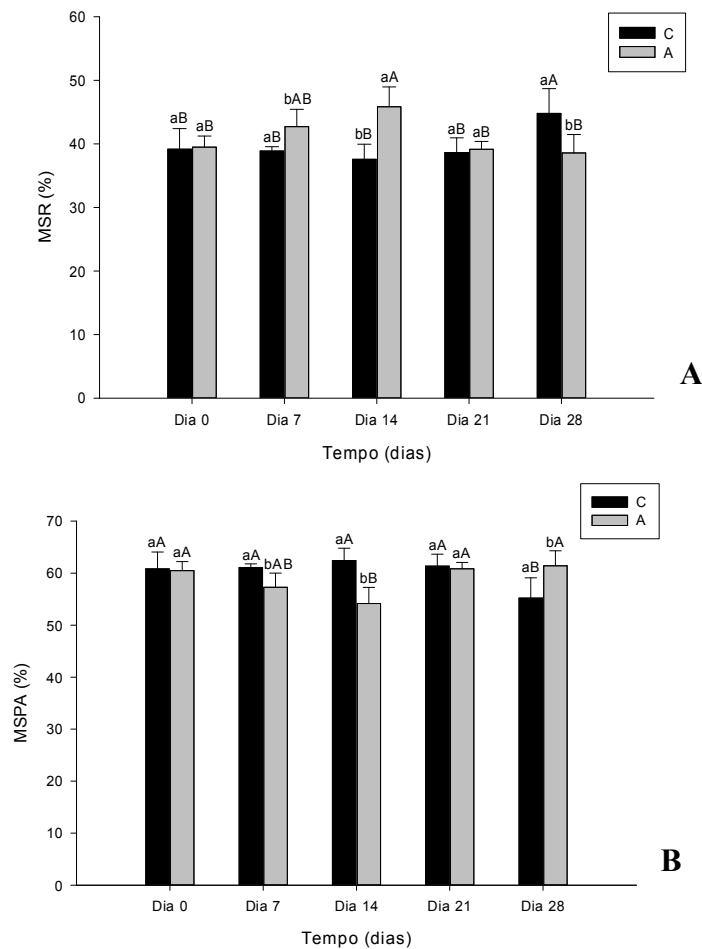 60
50
40
30
20
10
0
MSR (%)
C
A
aB aB
aB bAB
bB aA
aB aB
aA bB
Dia 0 Dia 7 Dia 14 Dia 21 Dia 28
Tempo (dias)
A
70
60
50
40
30
20
10
0
MSPA (%)
C
A
aA aA
aA bAB
aA bB
aA aA
aB bA
Dia 0 Dia 7 Dia 14 Dia 21 Dia 28
Tempo (dias)
B